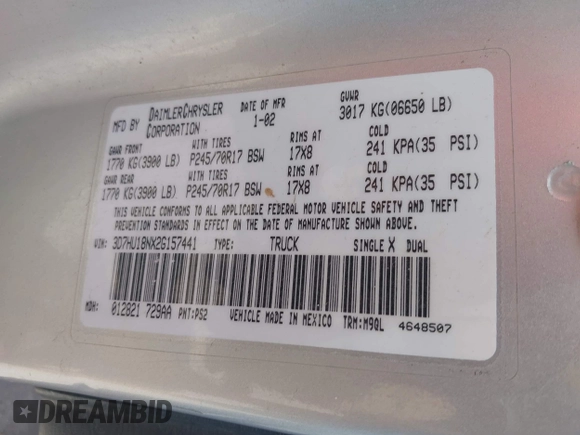 MFD BY DAIMLERCHRYSLER CORPORATION DATE OF MFR 1-02 GVWR 3017 KG(06650 LB)
GAWR FRONT WITH TIRES RIMS AT COLD
1770 KG(3900 LB) P245/70R17 BSW 17X8 241 KPA(35 PSI)
GAWR REAR WITH TIRES RIMS AT COLD
1770 KG(3900 LB) P245/70R17 BSW 17X8 241 KPA(35 PSI)
THIS VEHICLE CONFORMS TO ALL APPLICABLE FEDERAL MOTOR VEHICLE SAFETY AND THEFT
PREVENTION STANDARDS IN EFFECT ON THE DATE OF MANUFACTURE SHOWN ABOVE.
VIN: 3D7HU18NX2G157441 TYPE: TRUCK SINGLE X DUAL
MDH: 012821 729AA PNT:PS2 VEHICLE MADE IN MEXICO TRM:M9QL 4648507
DREAMBID